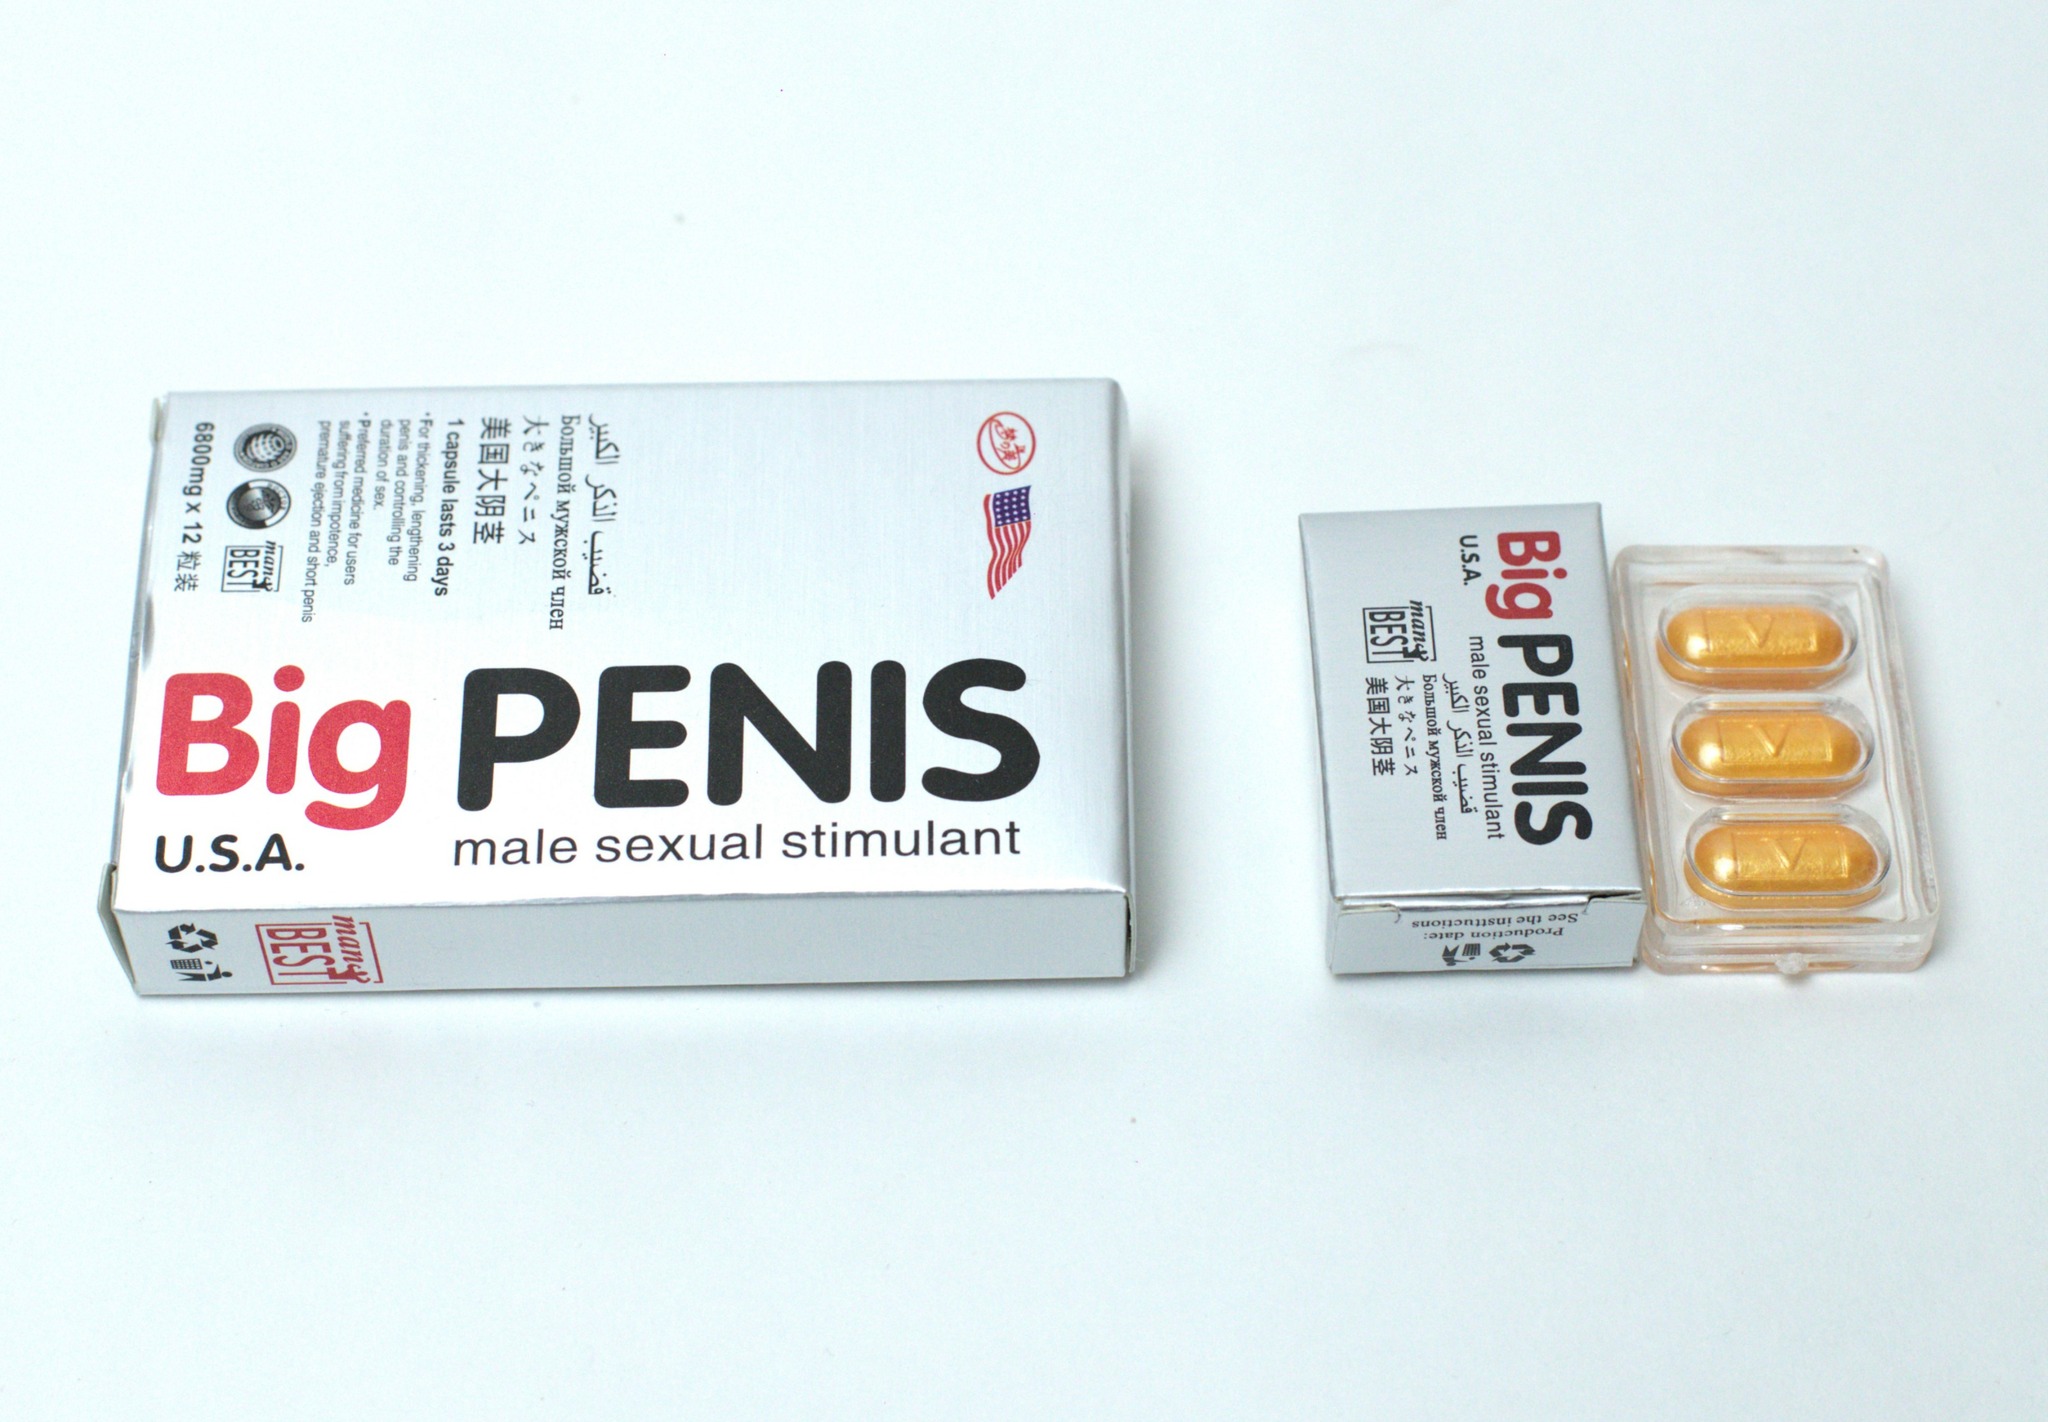 قضيب الذكر الكبير
Большой мужской член
大きなペニス
美国大阴茎
1 capsule lasts 3 days
*For thickening, lengthening
penis and controlling the
duration of sex.
*Preferred medicine for users
suffering from impotence,
premature ejection and short penis
man's
BEST
6800mg x 12 粒装
Big PENIS
U.S.A.
male sexual stimulant
man's
BEST
Big PENIS
U.S.A.
male sexual stimulant
man's
BEST
قضيب الذكر الكبير
Большой мужской член
大きなペニス
美国大阴茎
Production date:
See the insttuctions
V
V
V